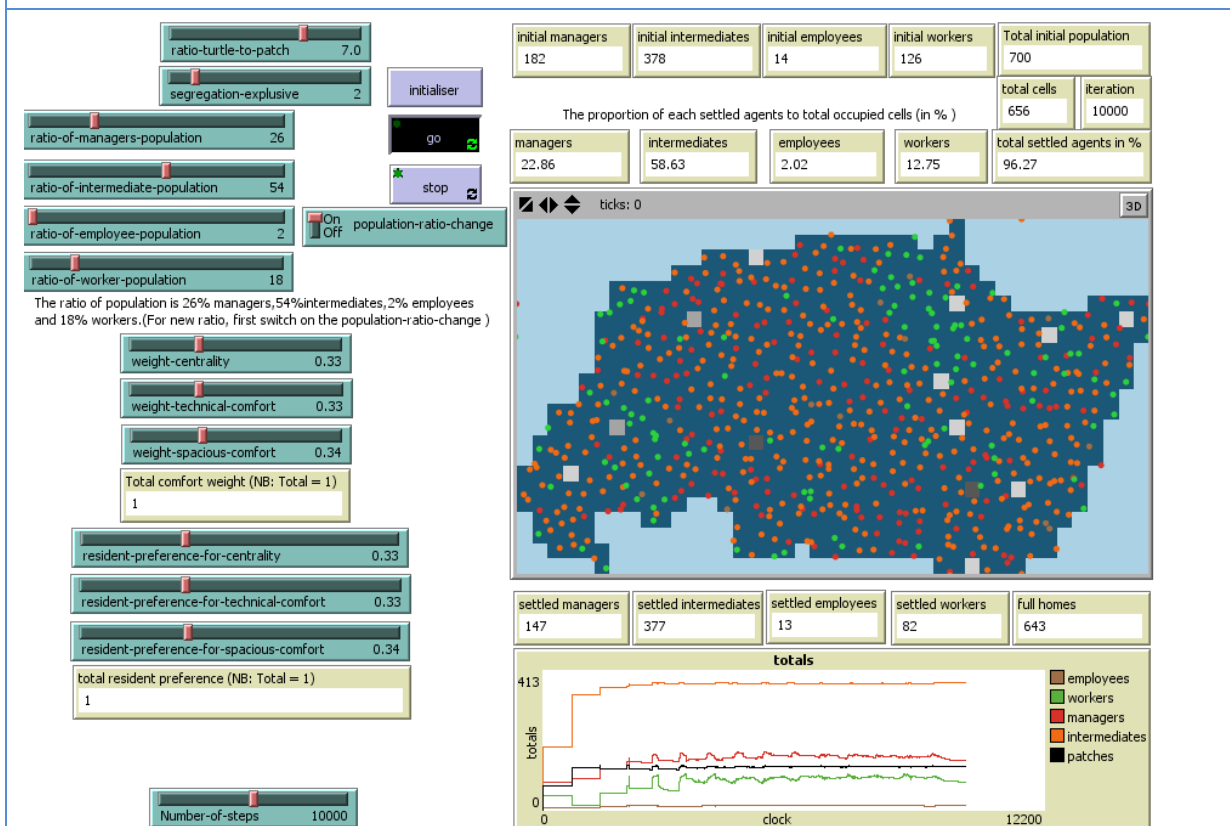 ratio-turtle-to-patch 7.0
segregation-explusive 2
initialiser
ratio-of-managers-population 26
go
ratio-of-intermediate-population 54
stop
ratio-of-employee-population 2
On
Off
population-ratio-change
ratio-of-worker-population 18
The ratio of population is 26% managers,54%intermediates,2% employees
and 18% workers.(For new ratio, first switch on the population-ratio-change )
weight-centrality 0.33
weight-technical-comfort 0.33
weight-spacious-comfort 0.34
Total comfort weight (NB: Total = 1)
1
resident-preference-for-centrality 0.33
resident-preference-for-technical-comfort 0.33
resident-preference-for-spacious-comfort 0.34
total resident preference (NB: Total = 1)
1
Number-of-steps 10000
initial managers
182
initial intermediates
378
initial employees
14
initial workers
126
Total initial population
700
total cells
656
iteration
10000
The proportion of each settled agents to total occupied cells (in % )
managers
22.86
intermediates
58.63
employees
2.02
workers
12.75
total settled agents in %
96.27
ticks: 0
3D
settled managers
147
settled intermediates
377
settled employees
13
settled workers
82
full homes
643
totals
413
totals
0
0
clock
12200
employees
workers
managers
intermediates
patches